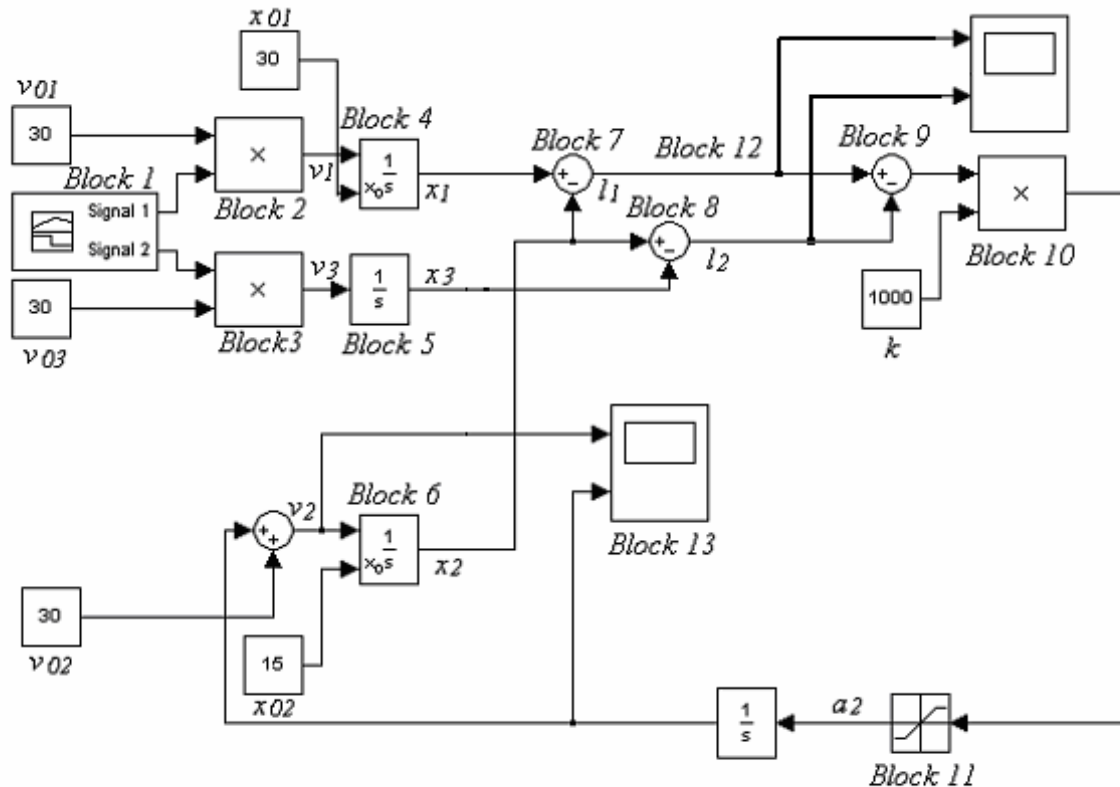 x01
30
v01
30
Block 4
Block 7
Block 12
Block 9
×
1
s
x0
v1
x1
+
−
l1
+
−
×
Block 1
Signal 1
Signal 2
Block 2
Block 8
+
−
l2
Block 10
v3
x3
×
1
s
1000
30
Block3
Block 5
k
v03
Block 6
v2
+
+
1
s
x0
x2
Block 13
30
v02
15
x02
1
s
a2
Block 11